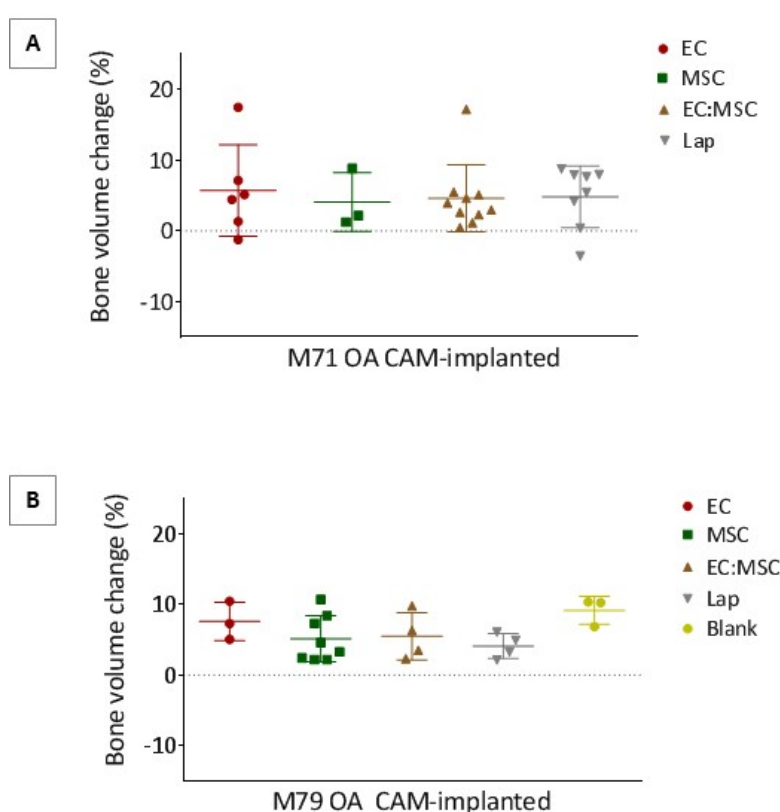 A
Bone volume change (%)
20
10
0
-10
M71 OA CAM-implanted
EC
MSC
EC:MSC
Lap
B
Bone volume change (%)
20
10
0
-10
M79 OA CAM-implanted
EC
MSC
EC:MSC
Lap
Blank